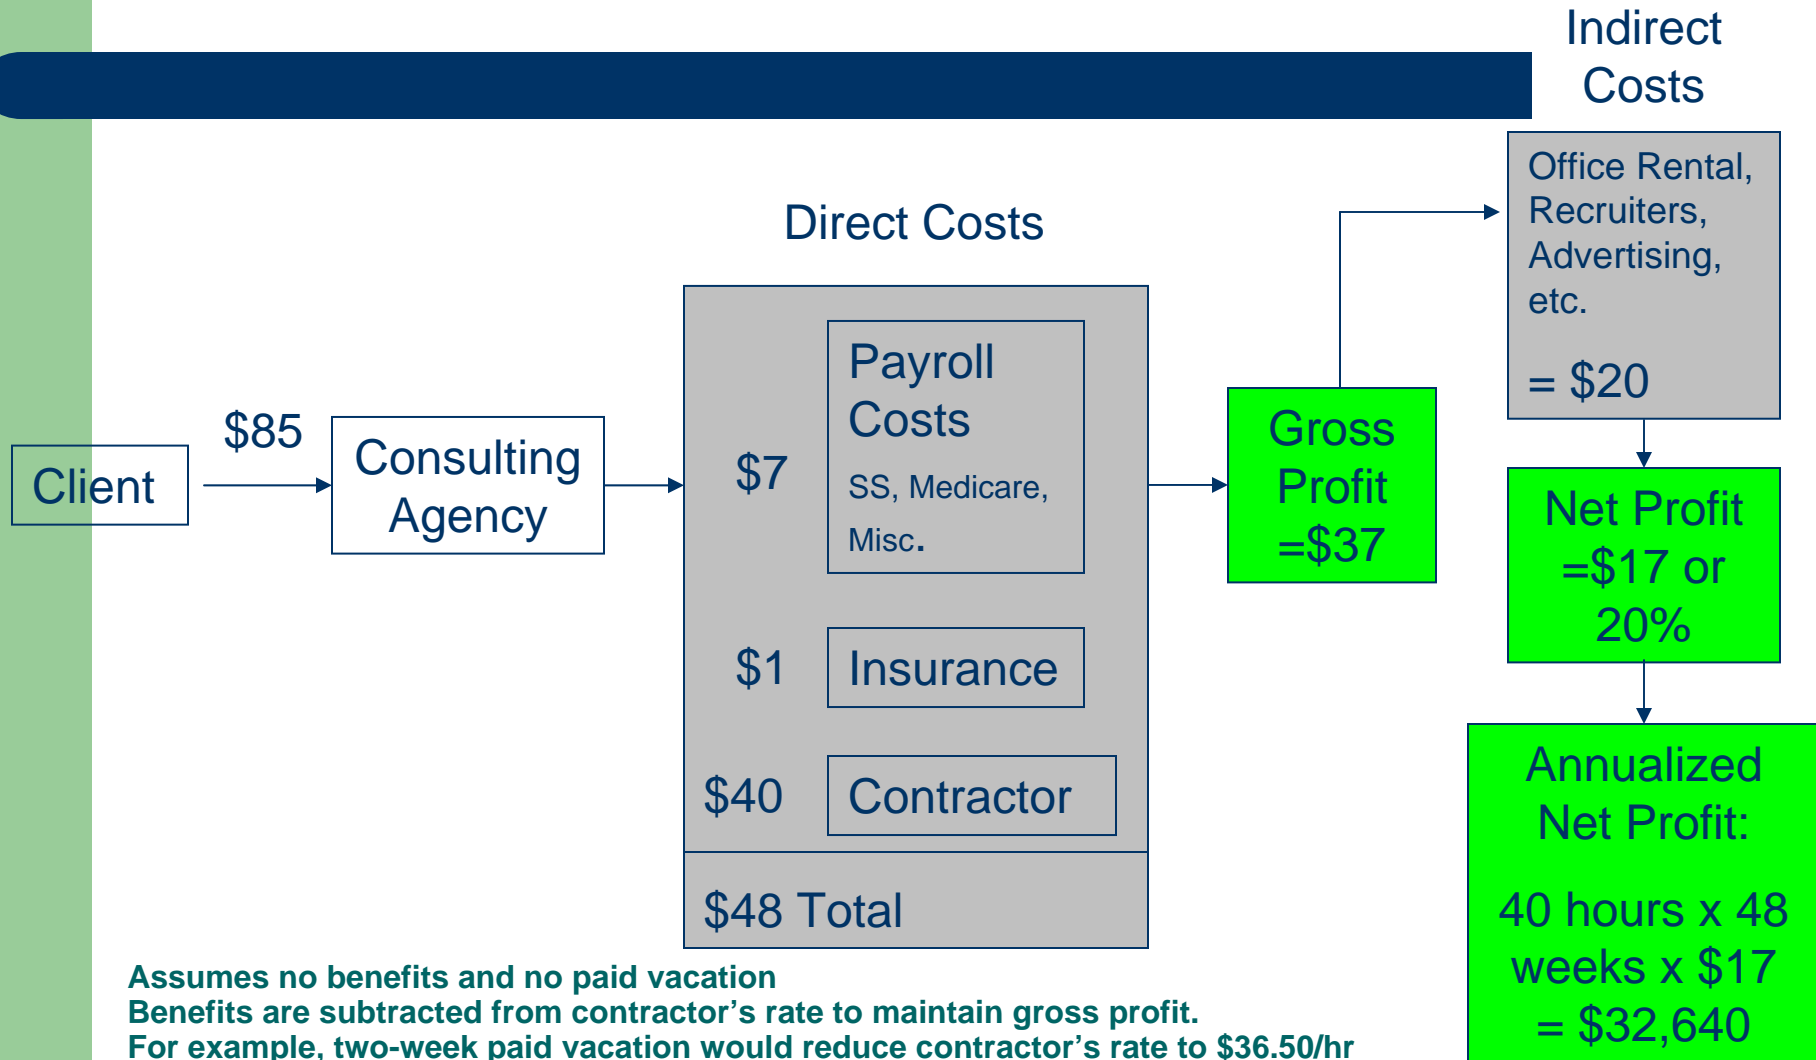 Indirect
Costs
Office Rental,
Recruiters,
Advertising,
etc.
= $20
Direct Costs
Client
$85
Consulting
Agency
$7
Payroll
Costs
SS, Medicare,
Misc.
$1
Insurance
$40
Contractor
$48 Total
Gross
Profit
=$37
Net Profit
=$17 or
20%
Annualized
Net Profit:
40 hours x 48
weeks x $17
= $32,640
Assumes no benefits and no paid vacation
Benefits are subtracted from contractor’s rate to maintain gross profit.
For example, two-week paid vacation would reduce contractor’s rate to $36.50/hr